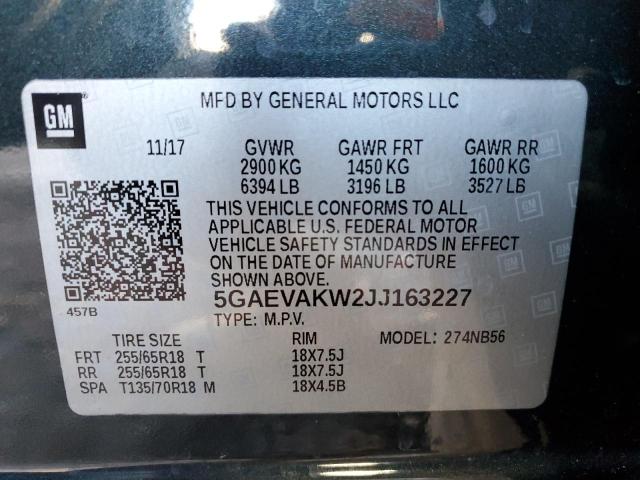 GM
MFD BY GENERAL MOTORS LLC
11/17 GVWR GAWR FRT GAWR RR
2900 KG 1450 KG 1600 KG
6394 LB 3196 LB 3527 LB
THIS VEHICLE CONFORMS TO ALL
APPLICABLE U.S. FEDERAL MOTOR
VEHICLE SAFETY STANDARDS IN EFFECT
ON THE DATE OF MANUFACTURE
SHOWN ABOVE.
5GAEVAKW2JJ163227
457B
TYPE: M.P.V.
TIRE SIZE RIM MODEL: 274NB56
FRT 255/65R18 T 18X7.5J
RR 255/65R18 T 18X7.5J
SPA T135/70R18 M 18X4.5B